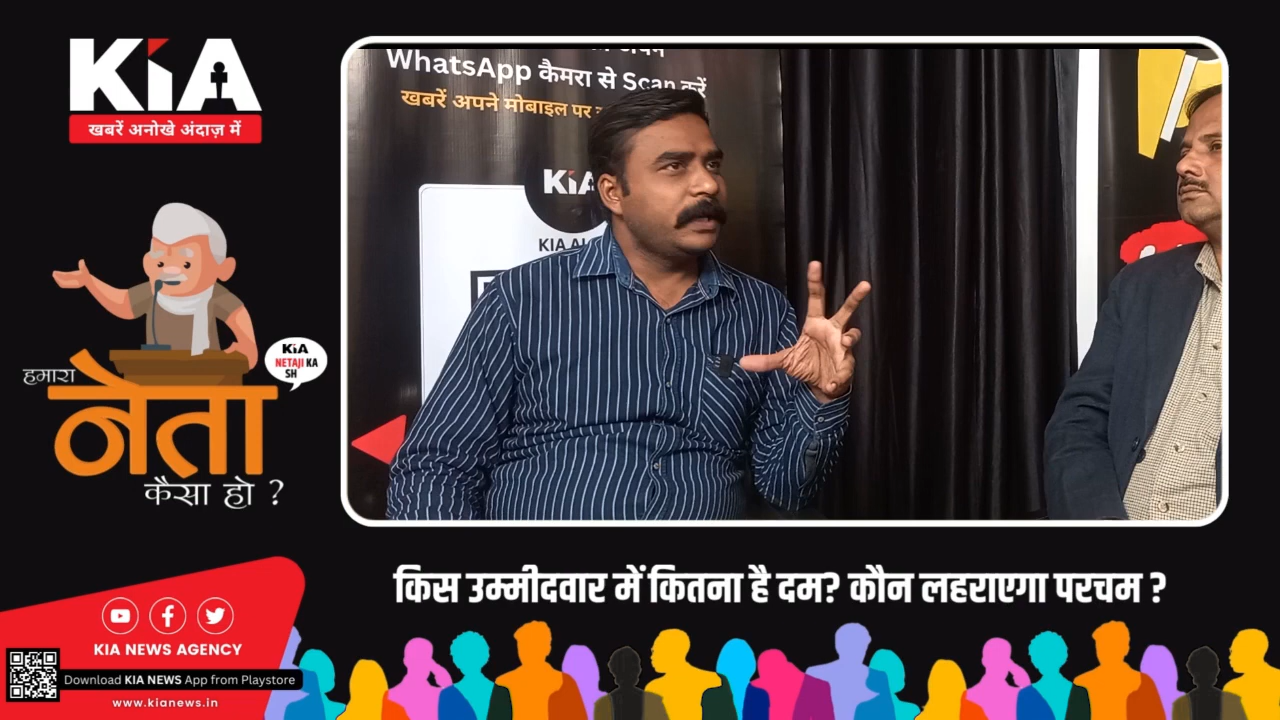 KiA
खबरें अनोखे अंदाज़ में
WhatsApp कैमरा से Scan करें
खबरें अपने मोबाइल पर
KiA
KIA
हमारा
नेता
कैसा हो ?
KiA
NETAJI KA
SH
किस उम्मीदवार में कितना है दम? कौन लहराएगा परचम ?
KIA NEWS AGENCY
Download KIA NEWS App from Playstore
www.kianews.in